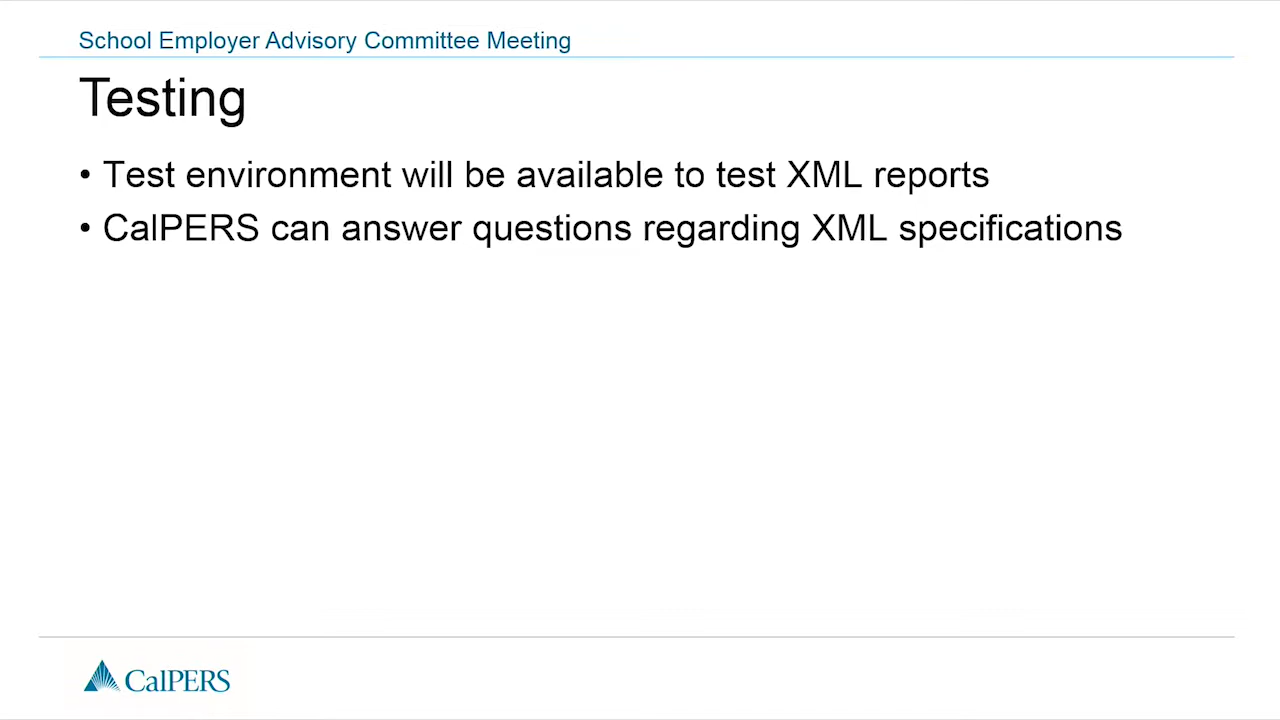 School Employer Advisory Committee Meeting
Testing
• Test environment will be available to test XML reports
• CalPERS can answer questions regarding XML specifications
CalPERS